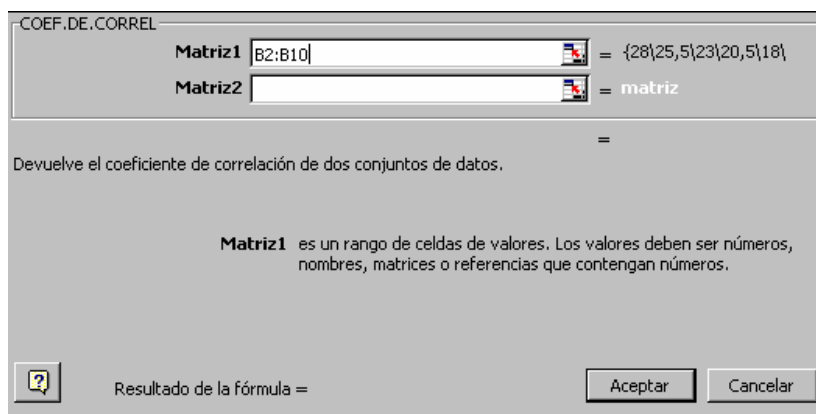 COEF.DE.CORREL
Matriz1 B2:B10 = {28\25,5\23\20,5\18\
Matriz2 = matriz
=
Devuelve el coeficiente de correlación de dos conjuntos de datos.
Matriz1 es un rango de celdas de valores. Los valores deben ser números,
nombres, matrices o referencias que contengan números.
? Resultado de la fórmula = Aceptar Cancelar